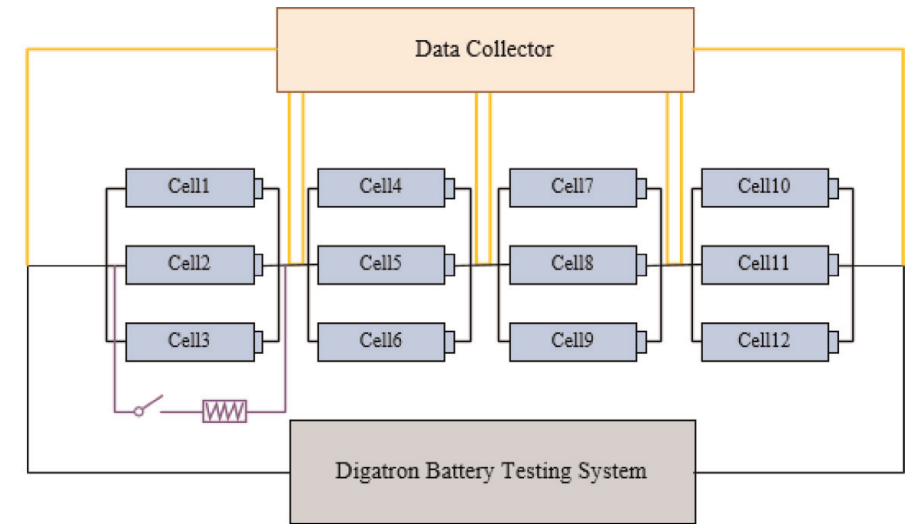 Data Collector
Cell1
Cell4
Cell7
Cell10
Cell2
Cell5
Cell8
Cell11
Cell3
Cell6
Cell9
Cell12
Digatron Battery Testing System